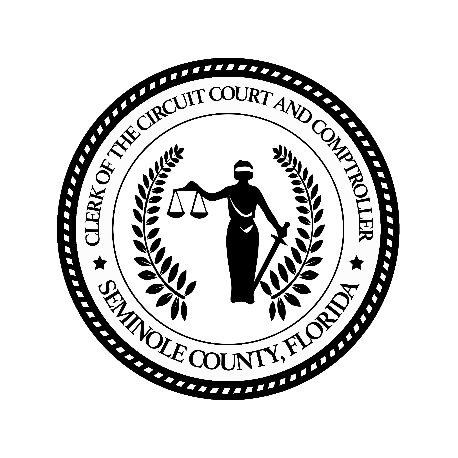 CLERK OF THE CIRCUIT COURT AND COMPTROLLER
SEMINOLE COUNTY, FLORIDA